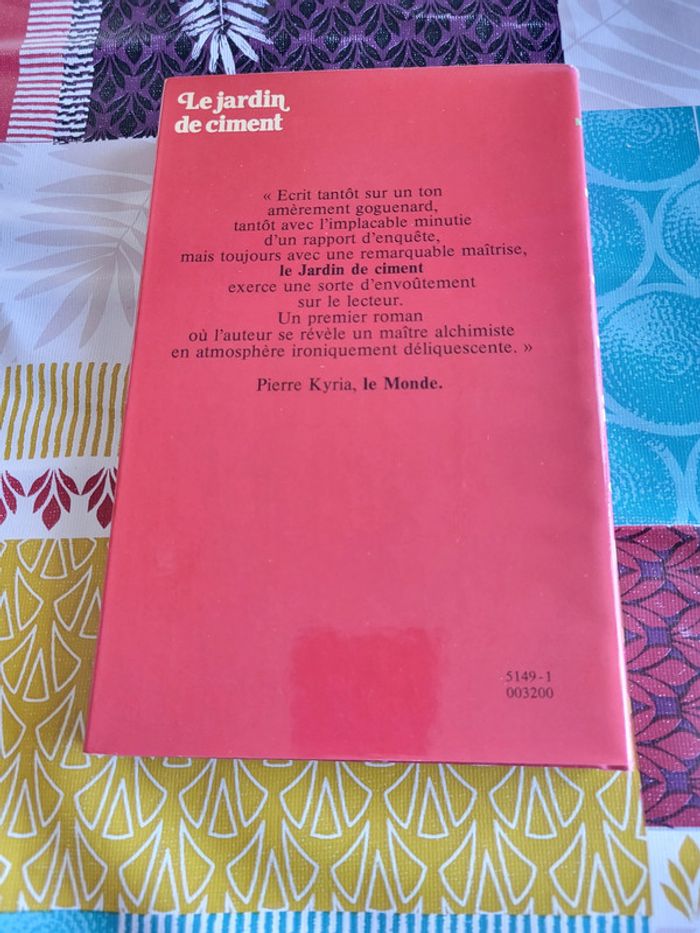 Le jardin
de ciment
« Ecrit tantôt sur un ton
amèrement goguenard,
tantôt avec l'implacable minutie
d'un rapport d'enquête,
mais toujours avec une remarquable maîtrise,
le Jardin de ciment
exerce une sorte d'envoûtement
sur le lecteur.
Un premier roman
où l'auteur se révèle un maître alchimiste
en atmosphère ironiquement déliquescente. »
Pierre Kyria, le Monde.
5149-1
003200